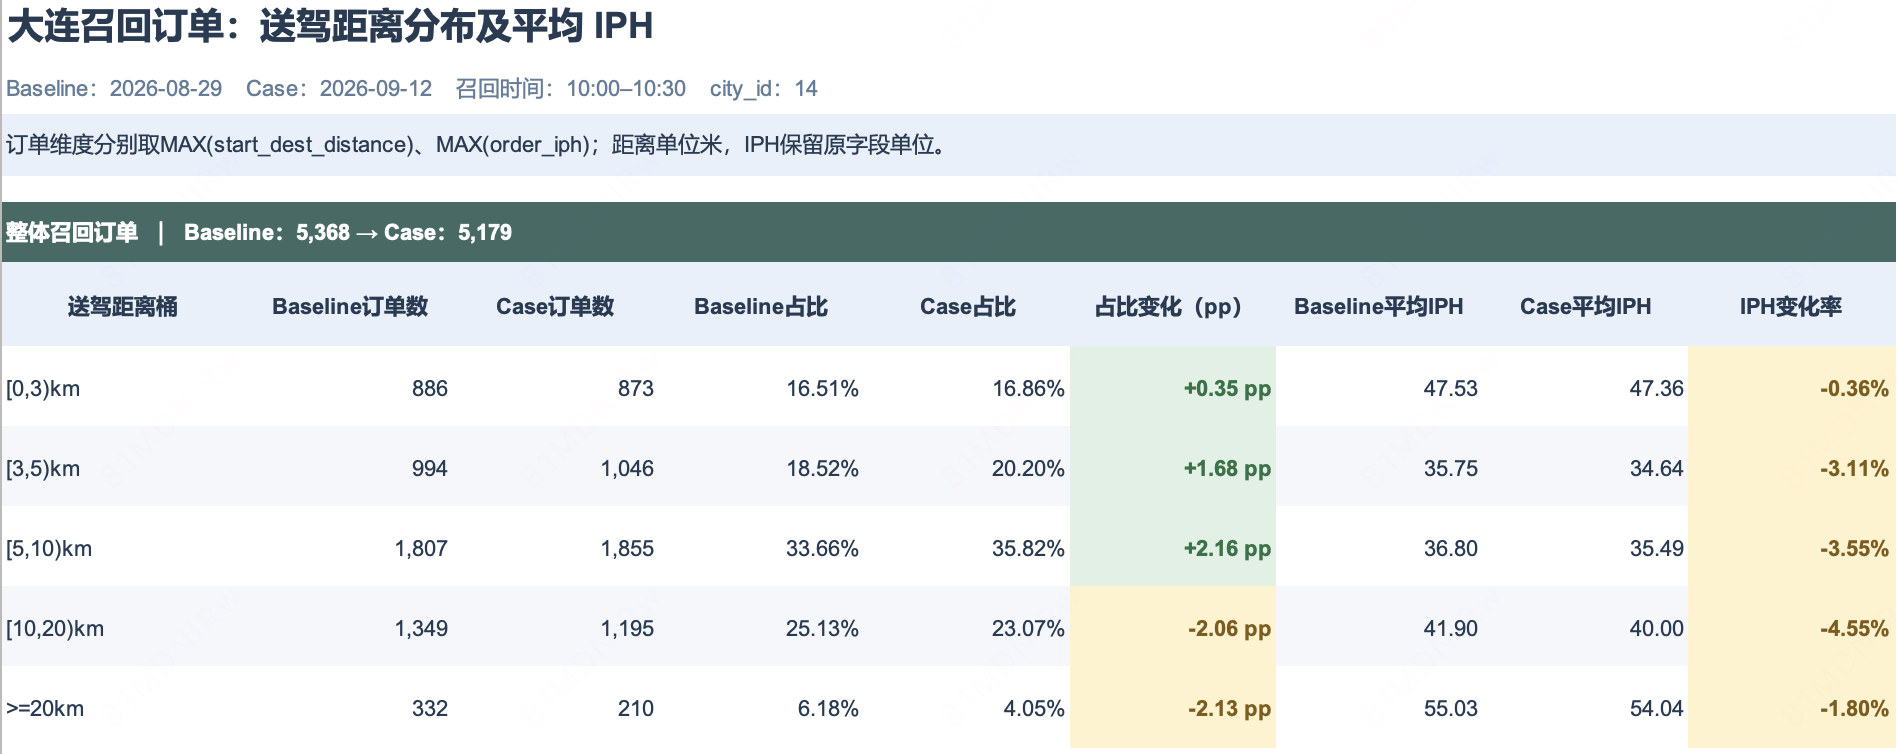 大连召回订单：送驾距离分布及平均 IPH
Baseline：2026-08-29 Case：2026-09-12 召回时间：10:00–10:30 city_id：14
订单维度分别取MAX(start_dest_distance)、MAX(order_iph)；距离单位米，IPH保留原字段单位。
整体召回订单 ｜ Baseline：5,368 → Case：5,179
送驾距离桶 Baseline订单数 Case订单数 Baseline占比 Case占比 占比变化（pp） Baseline平均IPH Case平均IPH IPH变化率
[0,3)km 886 873 16.51% 16.86% +0.35 pp 47.53 47.36 -0.36%
[3,5)km 994 1,046 18.52% 20.20% +1.68 pp 35.75 34.64 -3.11%
[5,10)km 1,807 1,855 33.66% 35.82% +2.16 pp 36.80 35.49 -3.55%
[10,20)km 1,349 1,195 25.13% 23.07% -2.06 pp 41.90 40.00 -4.55%
>=20km 332 210 6.18% 4.05% -2.13 pp 55.03 54.04 -1.80%